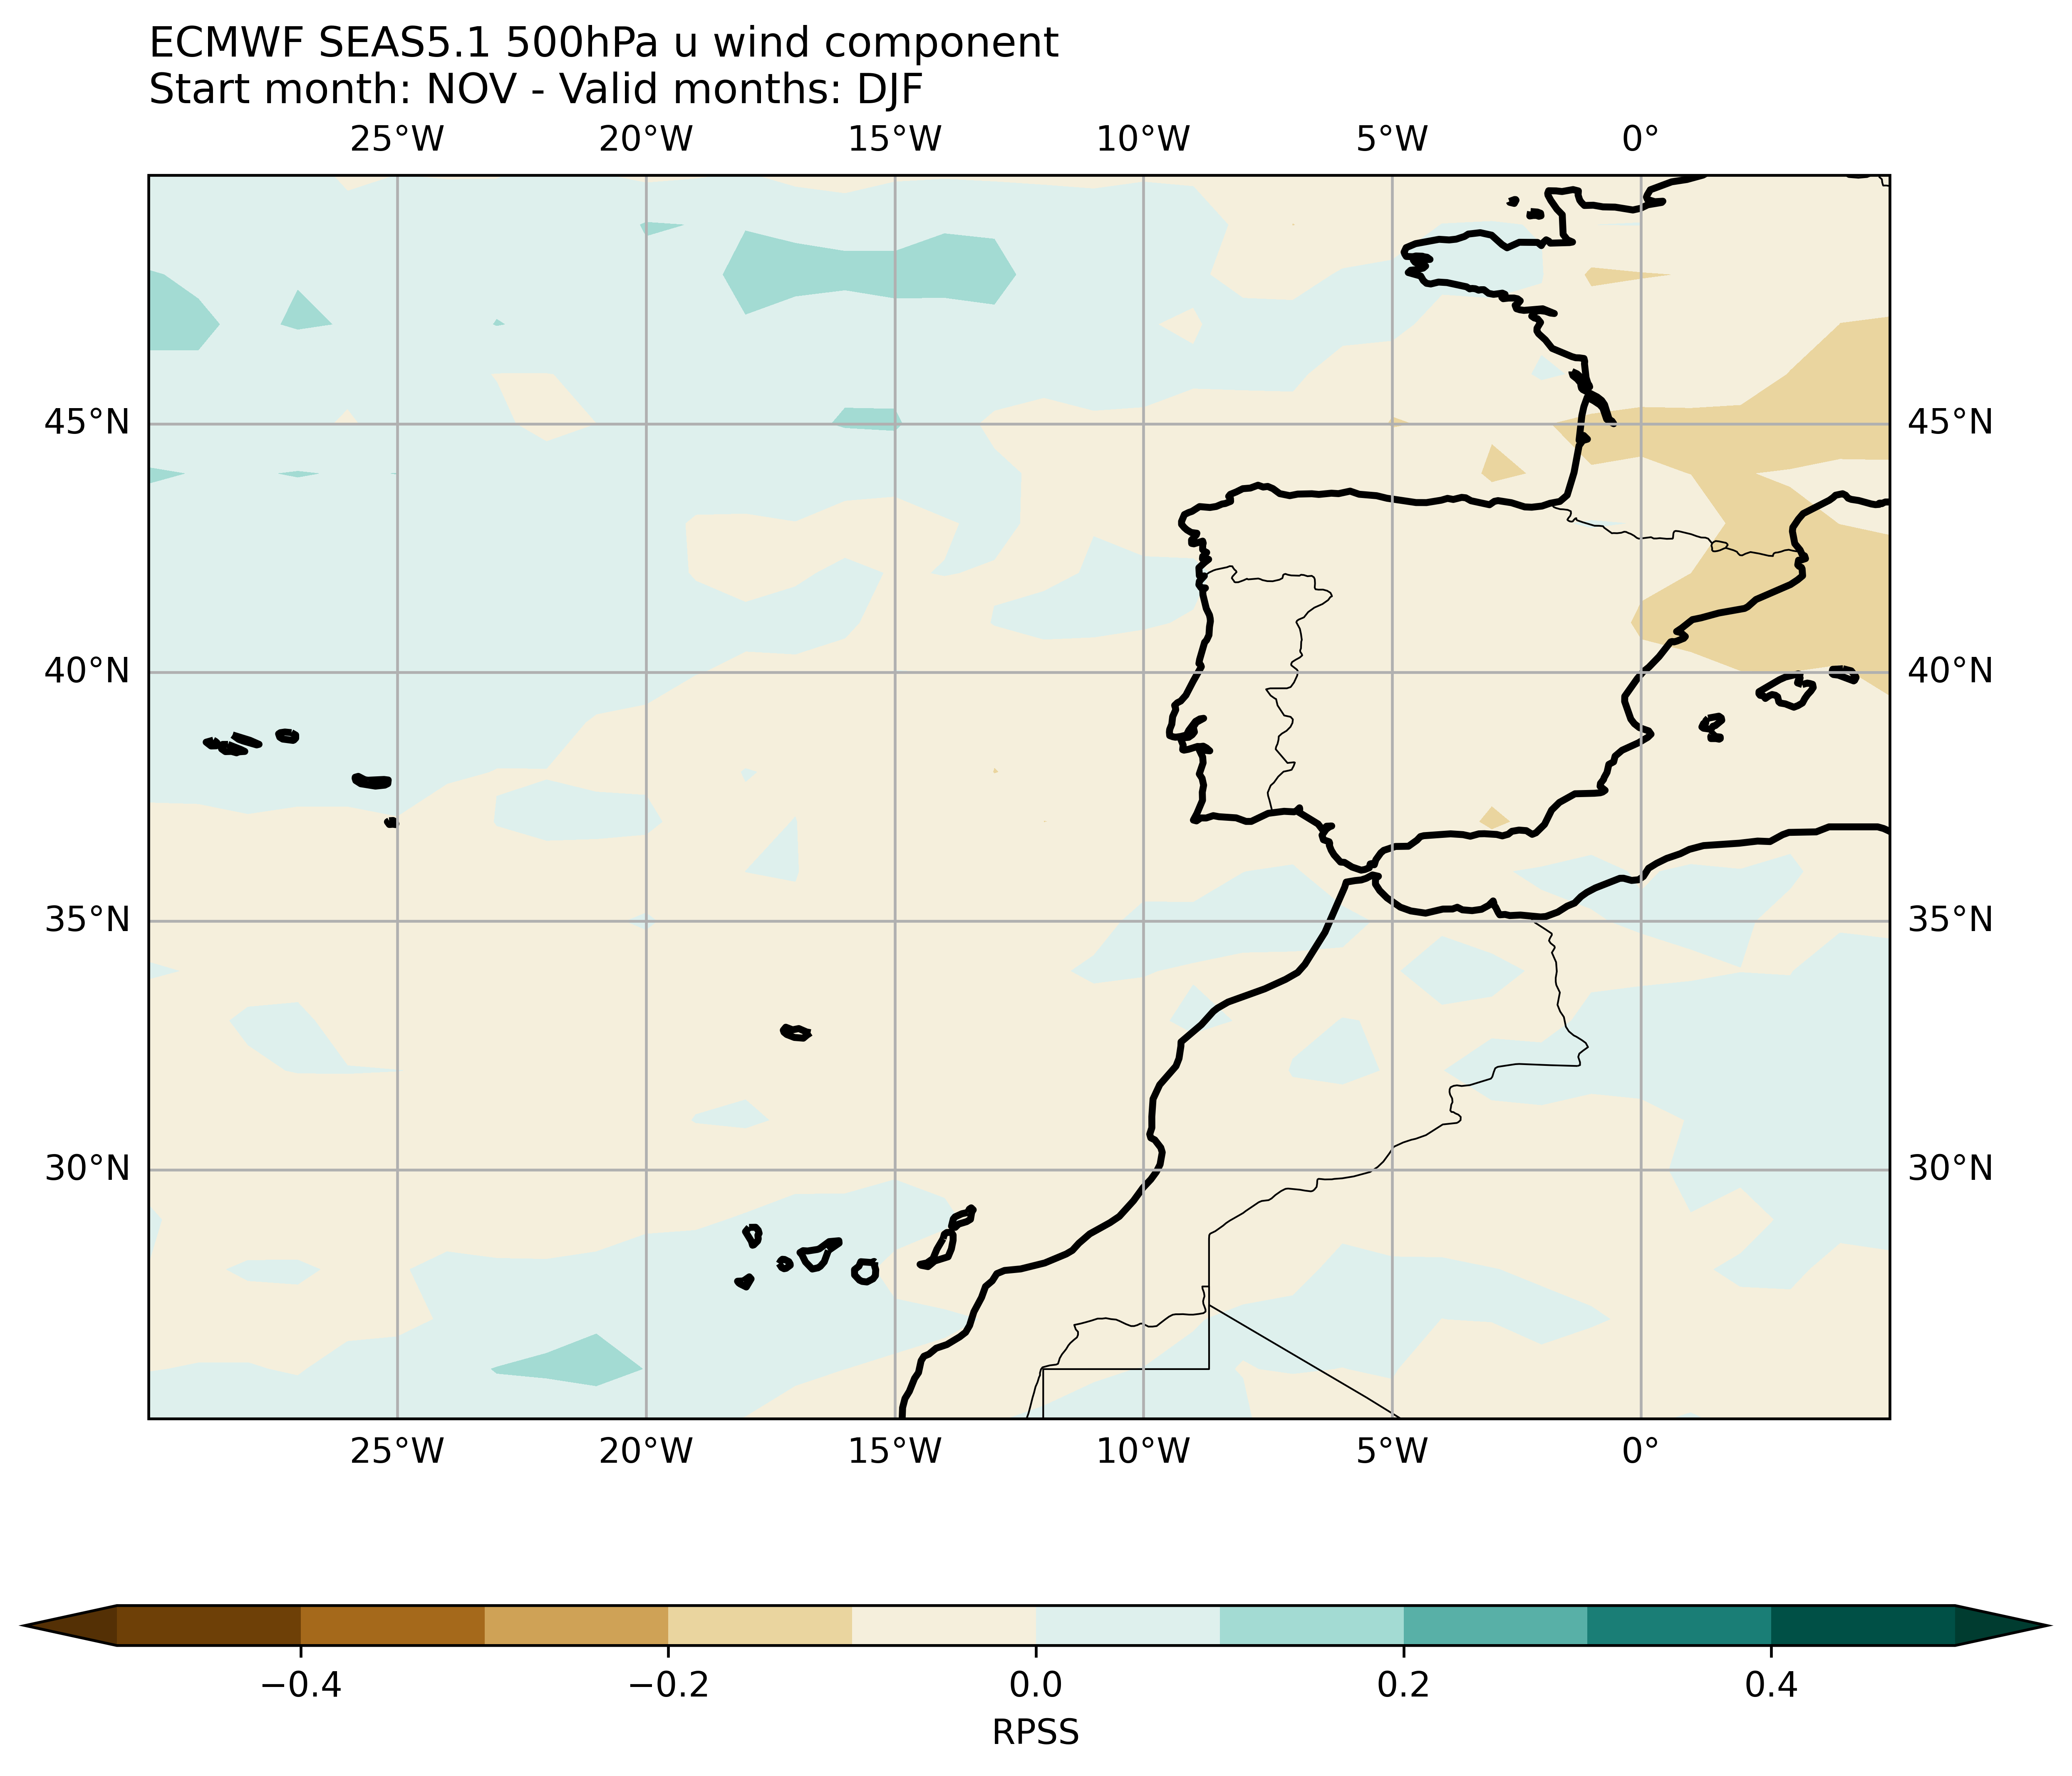 ECMWF SEAS5.1 500hPa u wind component
Start month: NOV - Valid months: DJF
25°W 20°W 15°W 10°W 5°W 0°
45°N 45°N
40°N 40°N
35°N 35°N
30°N 30°N
25°W 20°W 15°W 10°W 5°W 0°
−0.4 −0.2 0.0 0.2 0.4
RPSS